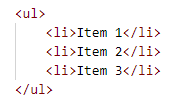 <ul>
    <li>Item 1</li>
    <li>Item 2</li>
    <li>Item 3</li>
</ul>